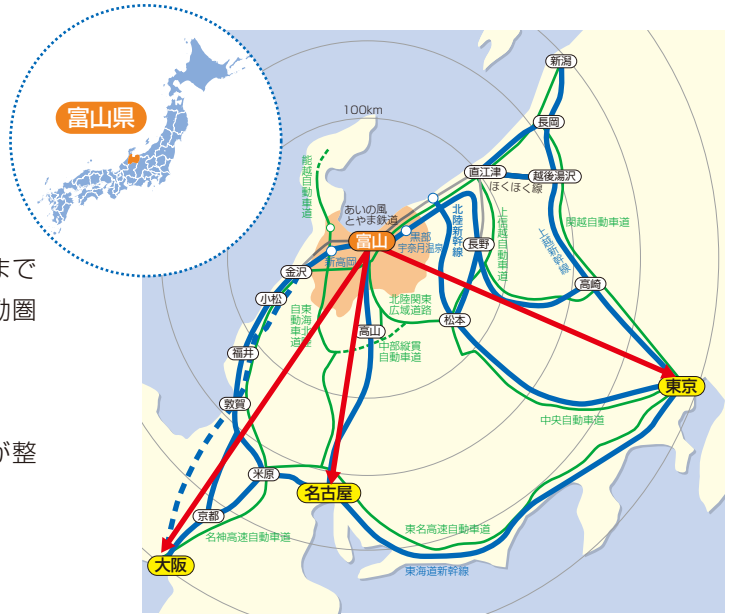 富山県
まで
動圏
が整
100km
新潟
長岡
直江津
越後湯沢
ほくほく線
能越自動車道
あいの風
とやま鉄道
富山
黒部
宇奈月温泉
新高岡
北陸新幹線
上信越自動車道
長野
関越自動車道
上越新幹線
高崎
金沢
小松
福井
敦賀
東海北陸
自動車道
高山
北陸関東
広域道路
中部縦貫
自動車道
松本
東京
中央自動車道
米原
名古屋
京都
大阪
名神高速自動車道
東名高速自動車道
東海道新幹線